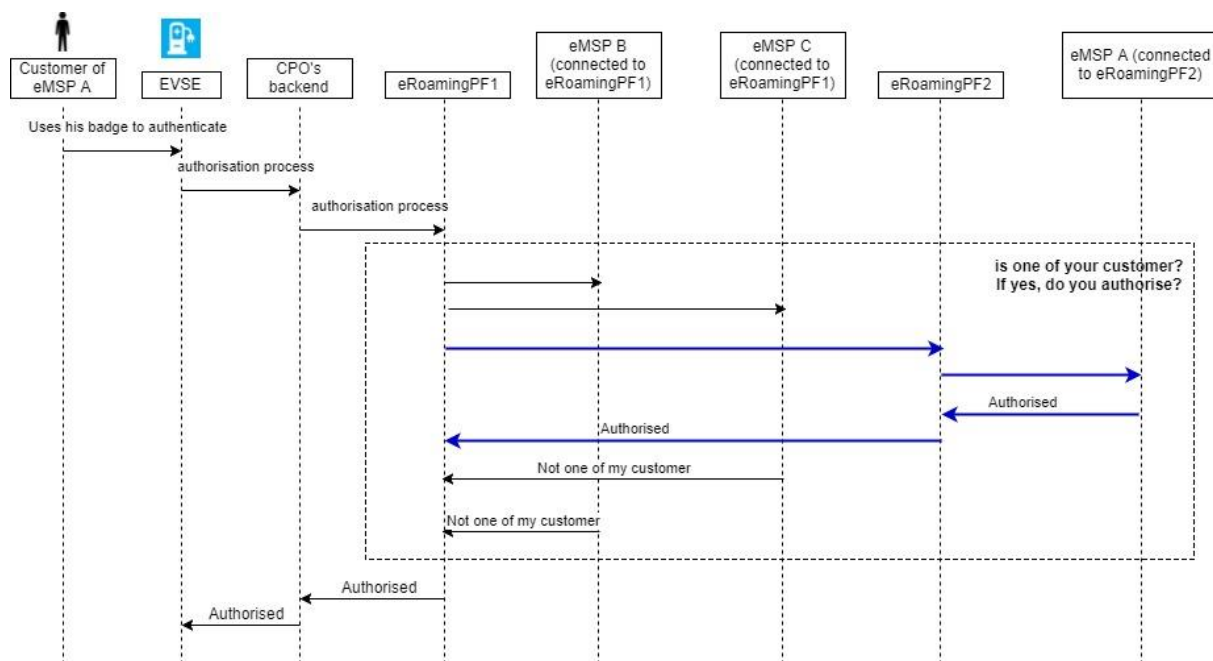 Customer of
eMSP A
EVSE
CPO's
backend
eRoamingPF1
eMSP B
(connected to
eRoamingPF1)
eMSP C
(connected to
eRoamingPF1)
eRoamingPF2
eMSP A (connected
to eRoamingPF2)
Uses his badge to authenticate
authorisation process
authorisation process
is one of your customer?
If yes, do you authorise?
Authorised
Authorised
Not one of my customer
Not one of my customer
Authorised
Authorised